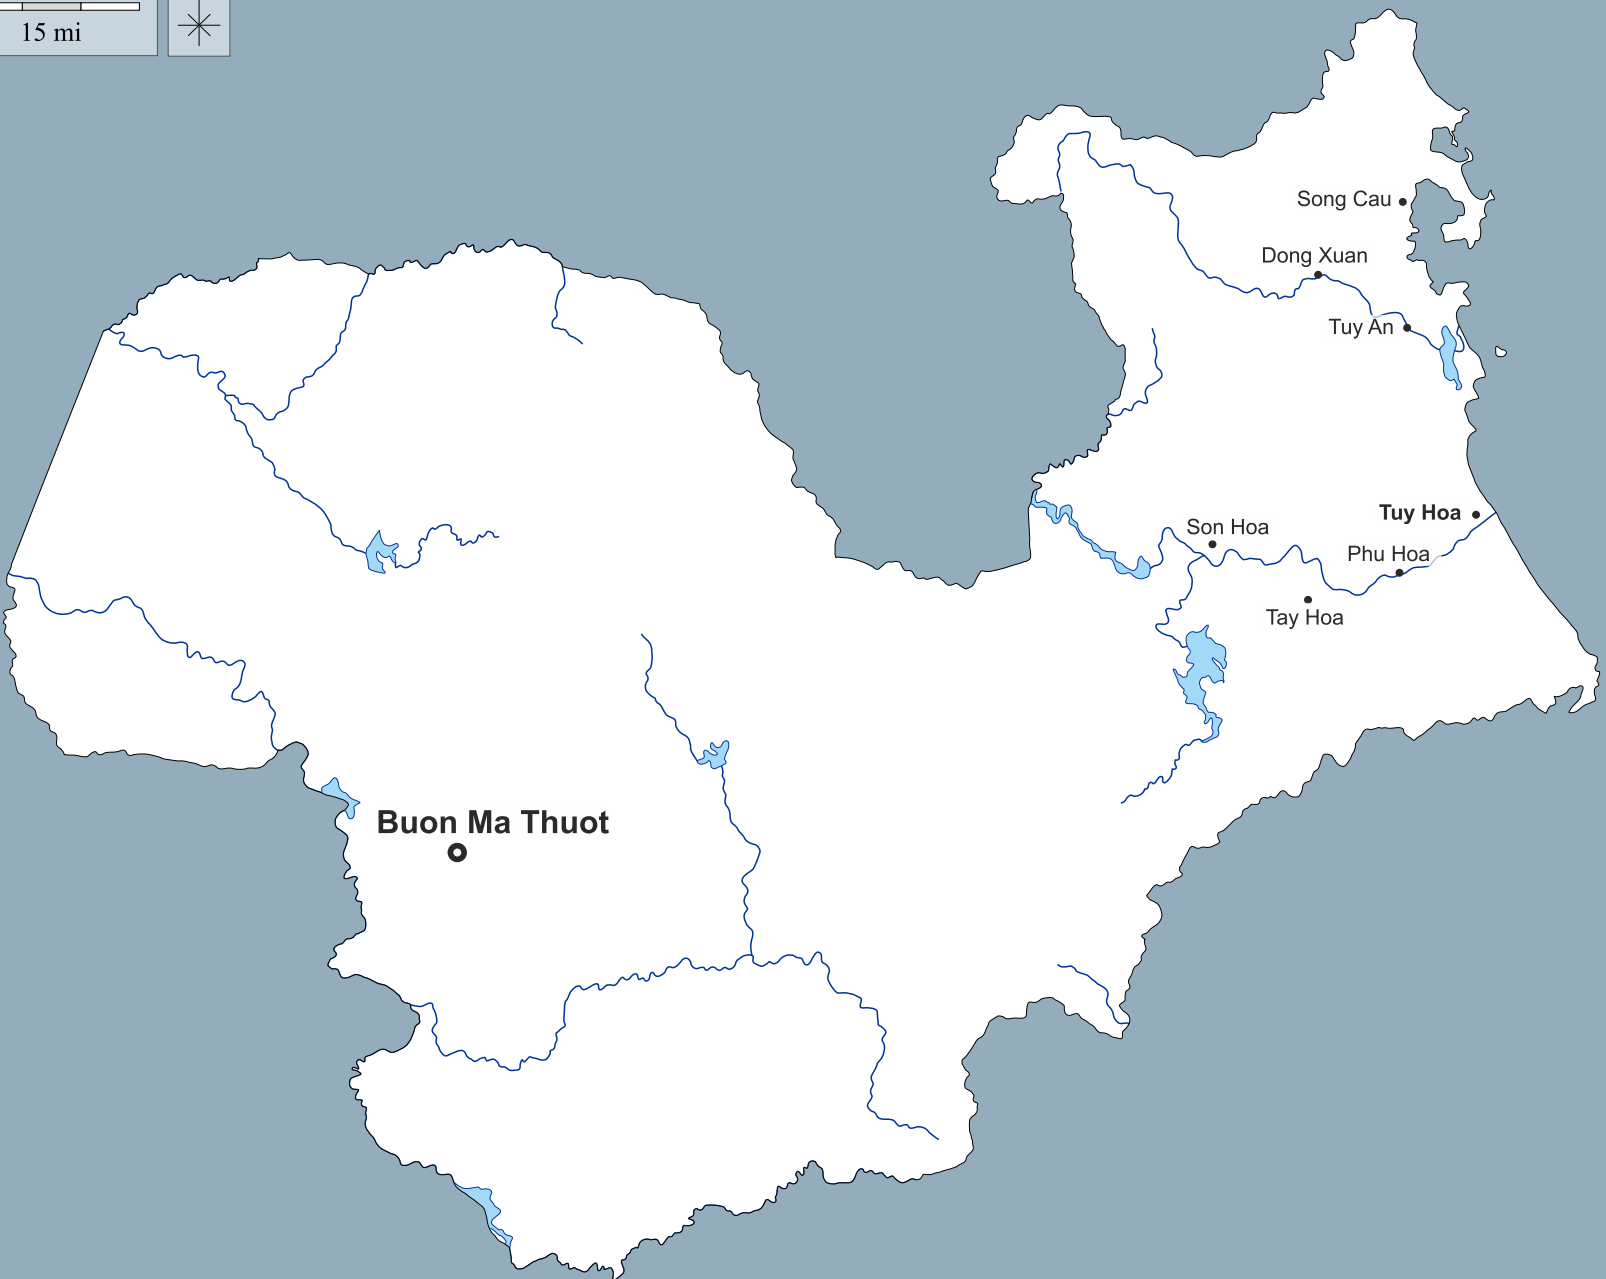 15 mi
Song Cau
Dong Xuan
Tuy An
Tuy Hoa
Son Hoa
Phu Hoa
Tay Hoa
Buon Ma Thuot